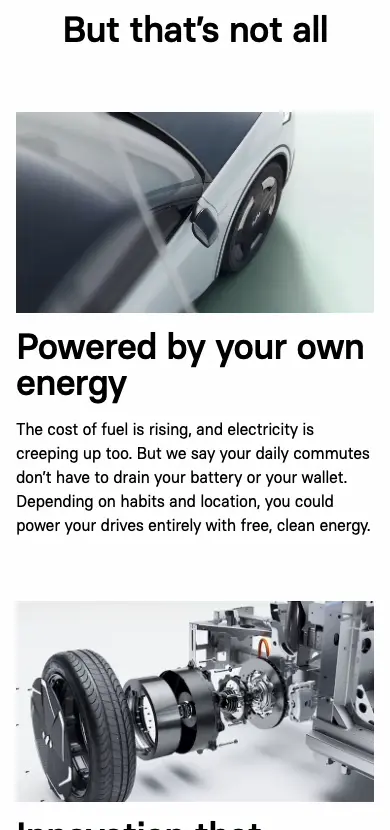 But that's not all
Powered by your own
energy
The cost of fuel is rising, and electricity is
creeping up too. But we say your daily commutes
don't have to drain your battery or your wallet.
Depending on habits and location, you could
power your drives entirely with free, clean energy.
Innovation that